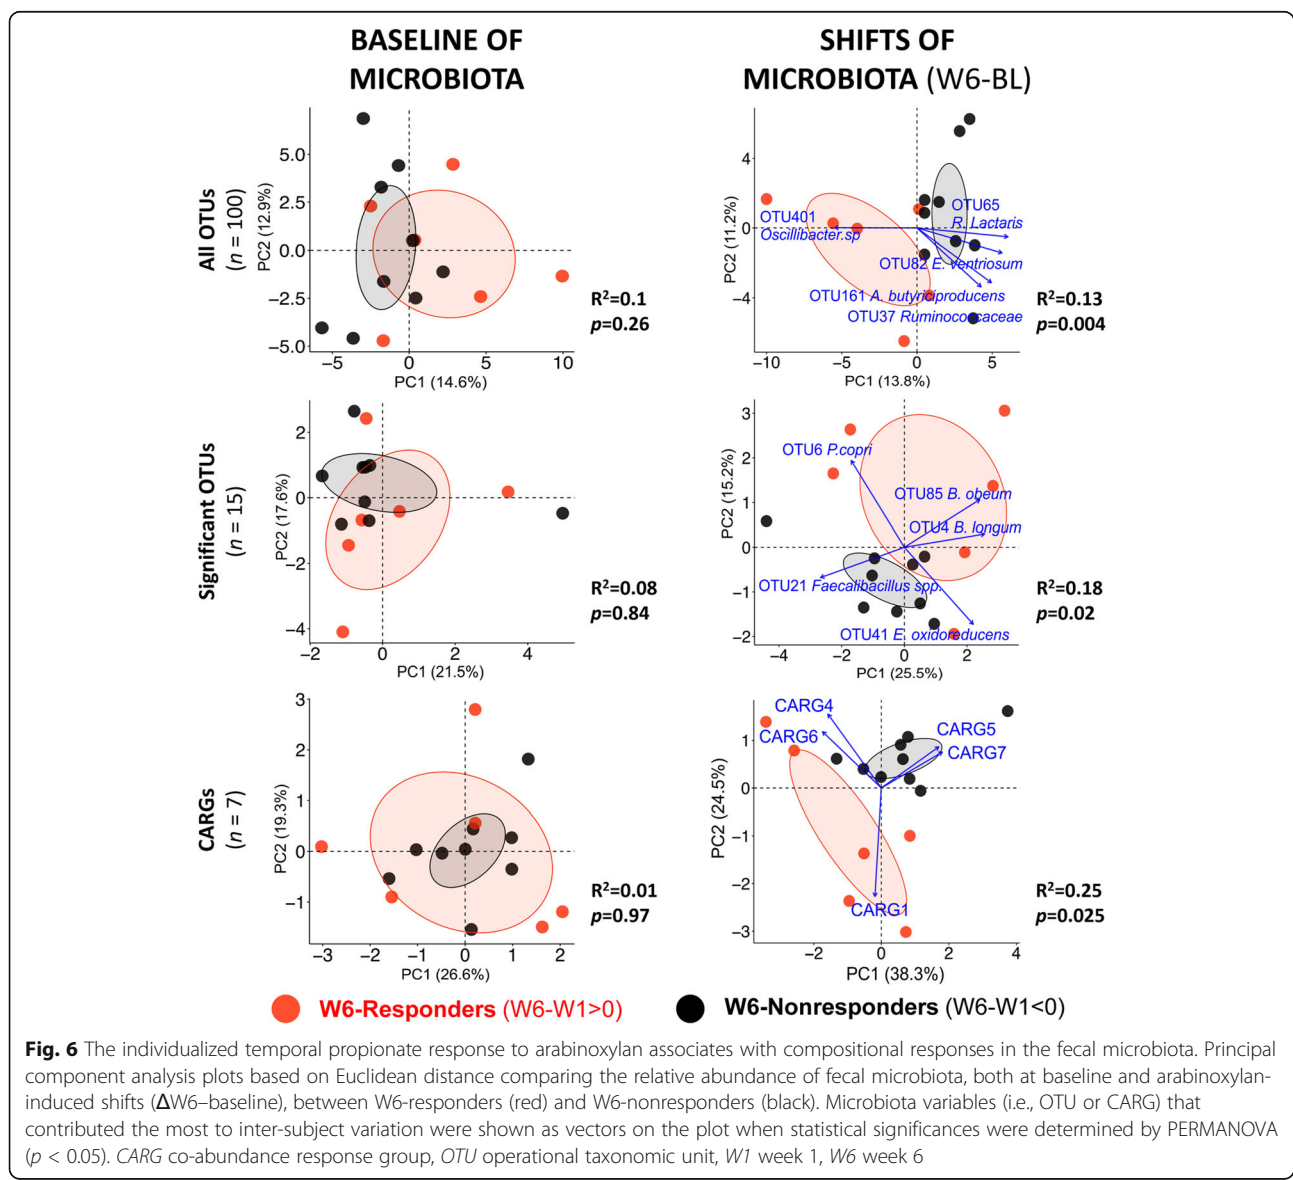 BASELINE OF
MICROBIOTA
SHIFTS OF
MICROBIOTA (W6-BL)
All OTUs
(n = 100)
PC2 (12.9%)
5.0
2.5
0.0
−2.5
−5.0
−5
0
5
10
PC1 (14.6%)
R²=0.1
p=0.26
PC2 (11.2%)
4
0
−4
−10
−5
0
5
PC1 (13.8%)
OTU401
Oscillibacter.sp
OTU65
R. Lactaris
OTU82 E. ventriosum
OTU161 A. butyriciproducens
OTU37 Ruminococcaceae
R²=0.13
p=0.004
Significant OTUs
(n = 15)
PC2 (17.6%)
2
0
−2
−4
−2
0
2
4
PC1 (21.5%)
R²=0.08
p=0.84
PC2 (15.2%)
3
2
1
0
−1
−2
−4
−2
0
2
PC1 (25.5%)
OTU6 P.copri
OTU85 B. obeum
OTU4 B. longum
OTU21 Faecalibacillus spp.
OTU41 E. oxidoreducens
R²=0.18
p=0.02
CARGs
(n = 7)
PC2 (19.3%)
3
2
1
0
−1
−3
−2
−1
0
1
2
PC1 (26.6%)
R²=0.01
p=0.97
PC2 (24.5%)
1
0
−1
−2
−3
−2
0
2
4
PC1 (38.3%)
CARG4
CARG6
CARG5
CARG7
CARG1
R²=0.25
p=0.025
W6-Responders (W6-W1>0)
W6-Nonresponders (W6-W1<0)
Fig. 6 The individualized temporal propionate response to arabinoxylan associates with compositional responses in the fecal microbiota. Principal
component analysis plots based on Euclidean distance comparing the relative abundance of fecal microbiota, both at baseline and arabinoxylan-
induced shifts (ΔW6–baseline), between W6-responders (red) and W6-nonresponders (black). Microbiota variables (i.e., OTU or CARG) that
contributed the most to inter-subject variation were shown as vectors on the plot when statistical significances were determined by PERMANOVA
(p < 0.05). CARG co-abundance response group, OTU operational taxonomic unit, W1 week 1, W6 week 6